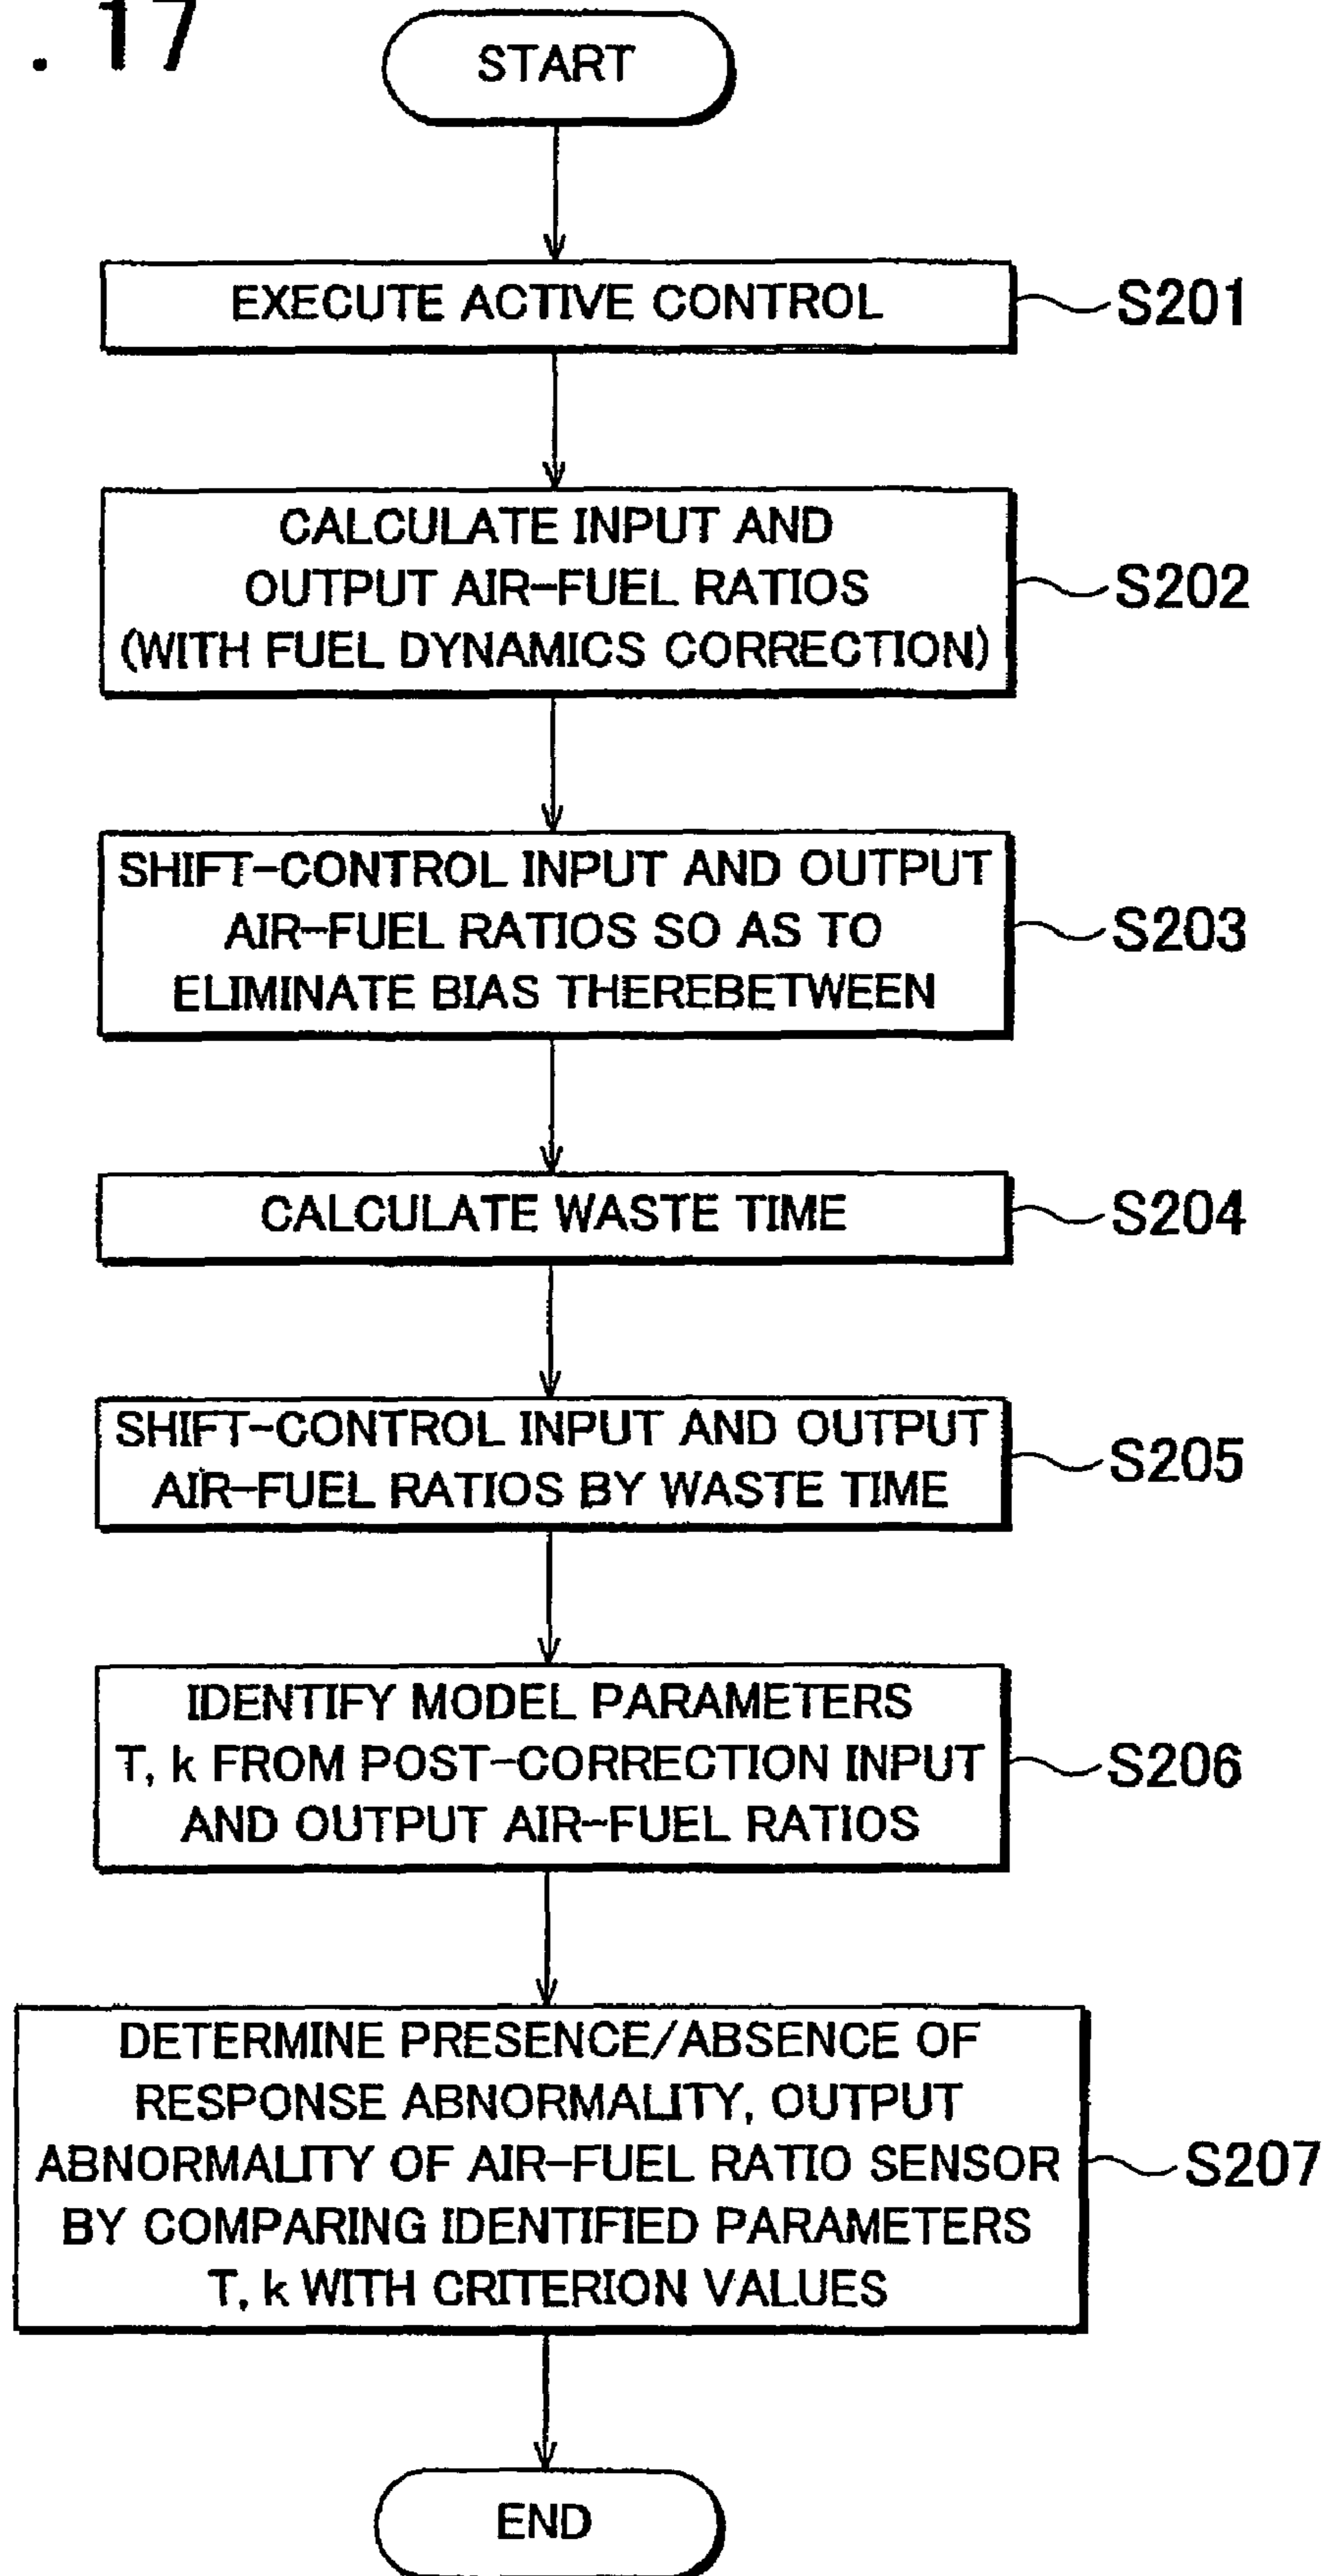 . 17
START
EXECUTE ACTIVE CONTROL
S201
CALCULATE INPUT AND
OUTPUT AIR-FUEL RATIOS
(WITH FUEL DYNAMICS CORRECTION)
S202
SHIFT-CONTROL INPUT AND OUTPUT
AIR-FUEL RATIOS SO AS TO
ELIMINATE BIAS THEREBETWEEN
S203
CALCULATE WASTE TIME
S204
SHIFT-CONTROL INPUT AND OUTPUT
AIR-FUEL RATIOS BY WASTE TIME
S205
IDENTIFY MODEL PARAMETERS
T, k FROM POST-CORRECTION INPUT
AND OUTPUT AIR-FUEL RATIOS
S206
DETERMINE PRESENCE/ABSENCE OF
RESPONSE ABNORMALITY, OUTPUT
ABNORMALITY OF AIR-FUEL RATIO SENSOR
BY COMPARING IDENTIFIED PARAMETERS
T, k WITH CRITERION VALUES
S207
END